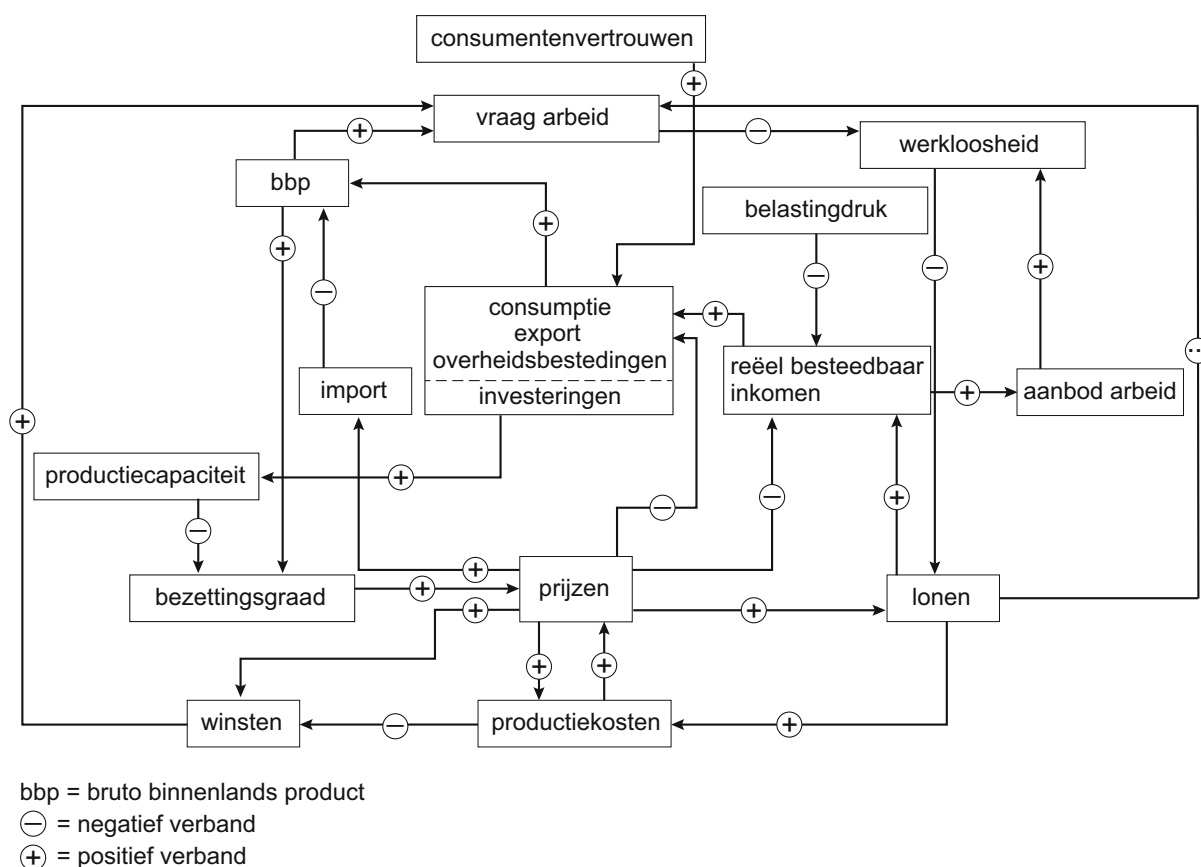 consumentenvertrouwen
+
vraag arbeid
+
−
werkloosheid
bbp
belastingdruk
+
+
−
−
+
−
consumptie
export
overheidsbestedingen
investeringen
+
reëel besteedbaar
inkomen
+
aanbod arbeid
..
import
+
productiecapaciteit
+
−
−
−
+
bezettingsgraad
+
+
prijzen
+
+
lonen
+
+
winsten
−
productiekosten
+
bbp = bruto binnenlands product
− = negatief verband
+ = positief verband